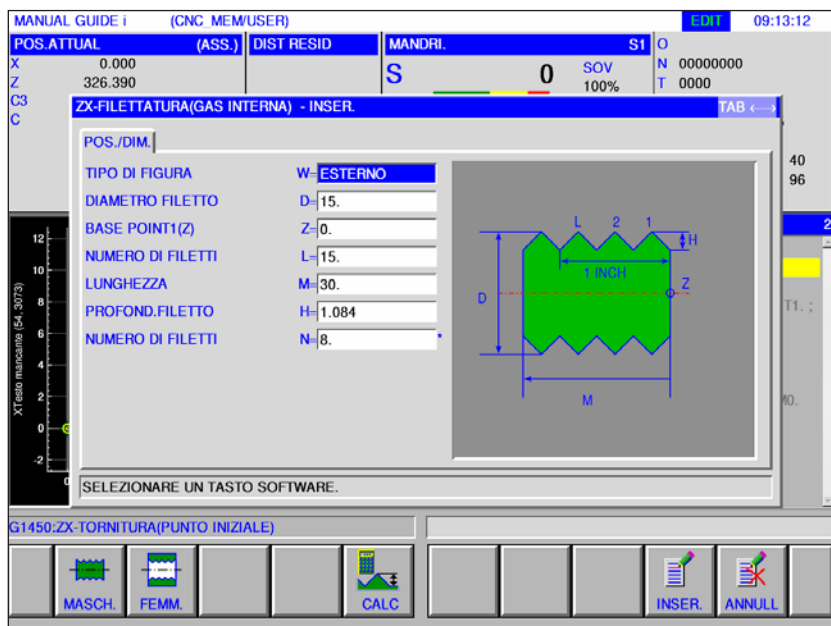 MANUAL GUIDE i (CNC_MEM/USER) EDIT 09:13:12
POS.ATTUAL (ASS.) DIST RESID MANDRI. S1 O
X 0.000 N 00000000
Z 326.390 S 0 SOV 100% T 0000
C3
C
ZX-FILETTATURA(GAS INTERNA) - INSER. TAB
POS./DIM.
TIPO DI FIGURA W=ESTERNO
DIAMETRO FILETTO D=15.
BASE POINT1(Z) Z=0.
NUMERO DI FILETTI L=15.
LUNGHEZZA M=30.
PROFOND.FILETTO H=1.084
NUMERO DI FILETTI N=8. *
L 2 1
H
1 INCH
Z
D
M
40
96
2
T1. ;
M0.
XTesto mancante (54, 3073)
12
10
8
6
4
2
0
-2
0
SELEZIONARE UN TASTO SOFTWARE.
G1450:ZX-TORNITURA(PUNTO INIZIALE)
MASCH. FEMM. CALC INSER. ANNULL